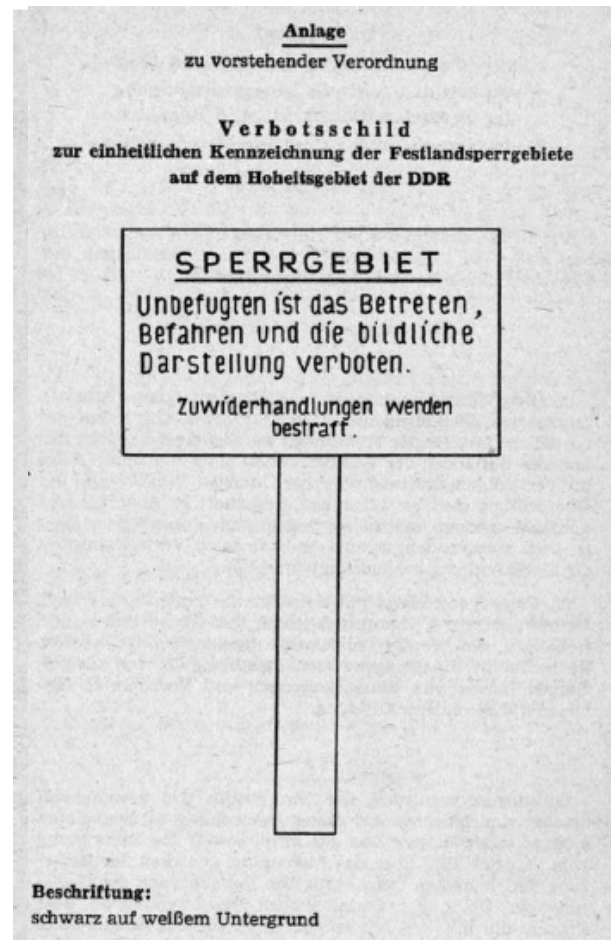 Anlage
zu vorstehender Verordnung
Verbotsschild
zur einheitlichen Kennzeichnung der Festlandsperrgebiete
auf dem Hoheitsgebiet der DDR
SPERRGEBIET
Unbefugten ist das Betreten,
Befahren und die bildliche
Darstellung verboten.
Zuwiderhandlungen werden
bestraft.
Beschriftung:
schwarz auf weißem Untergrund